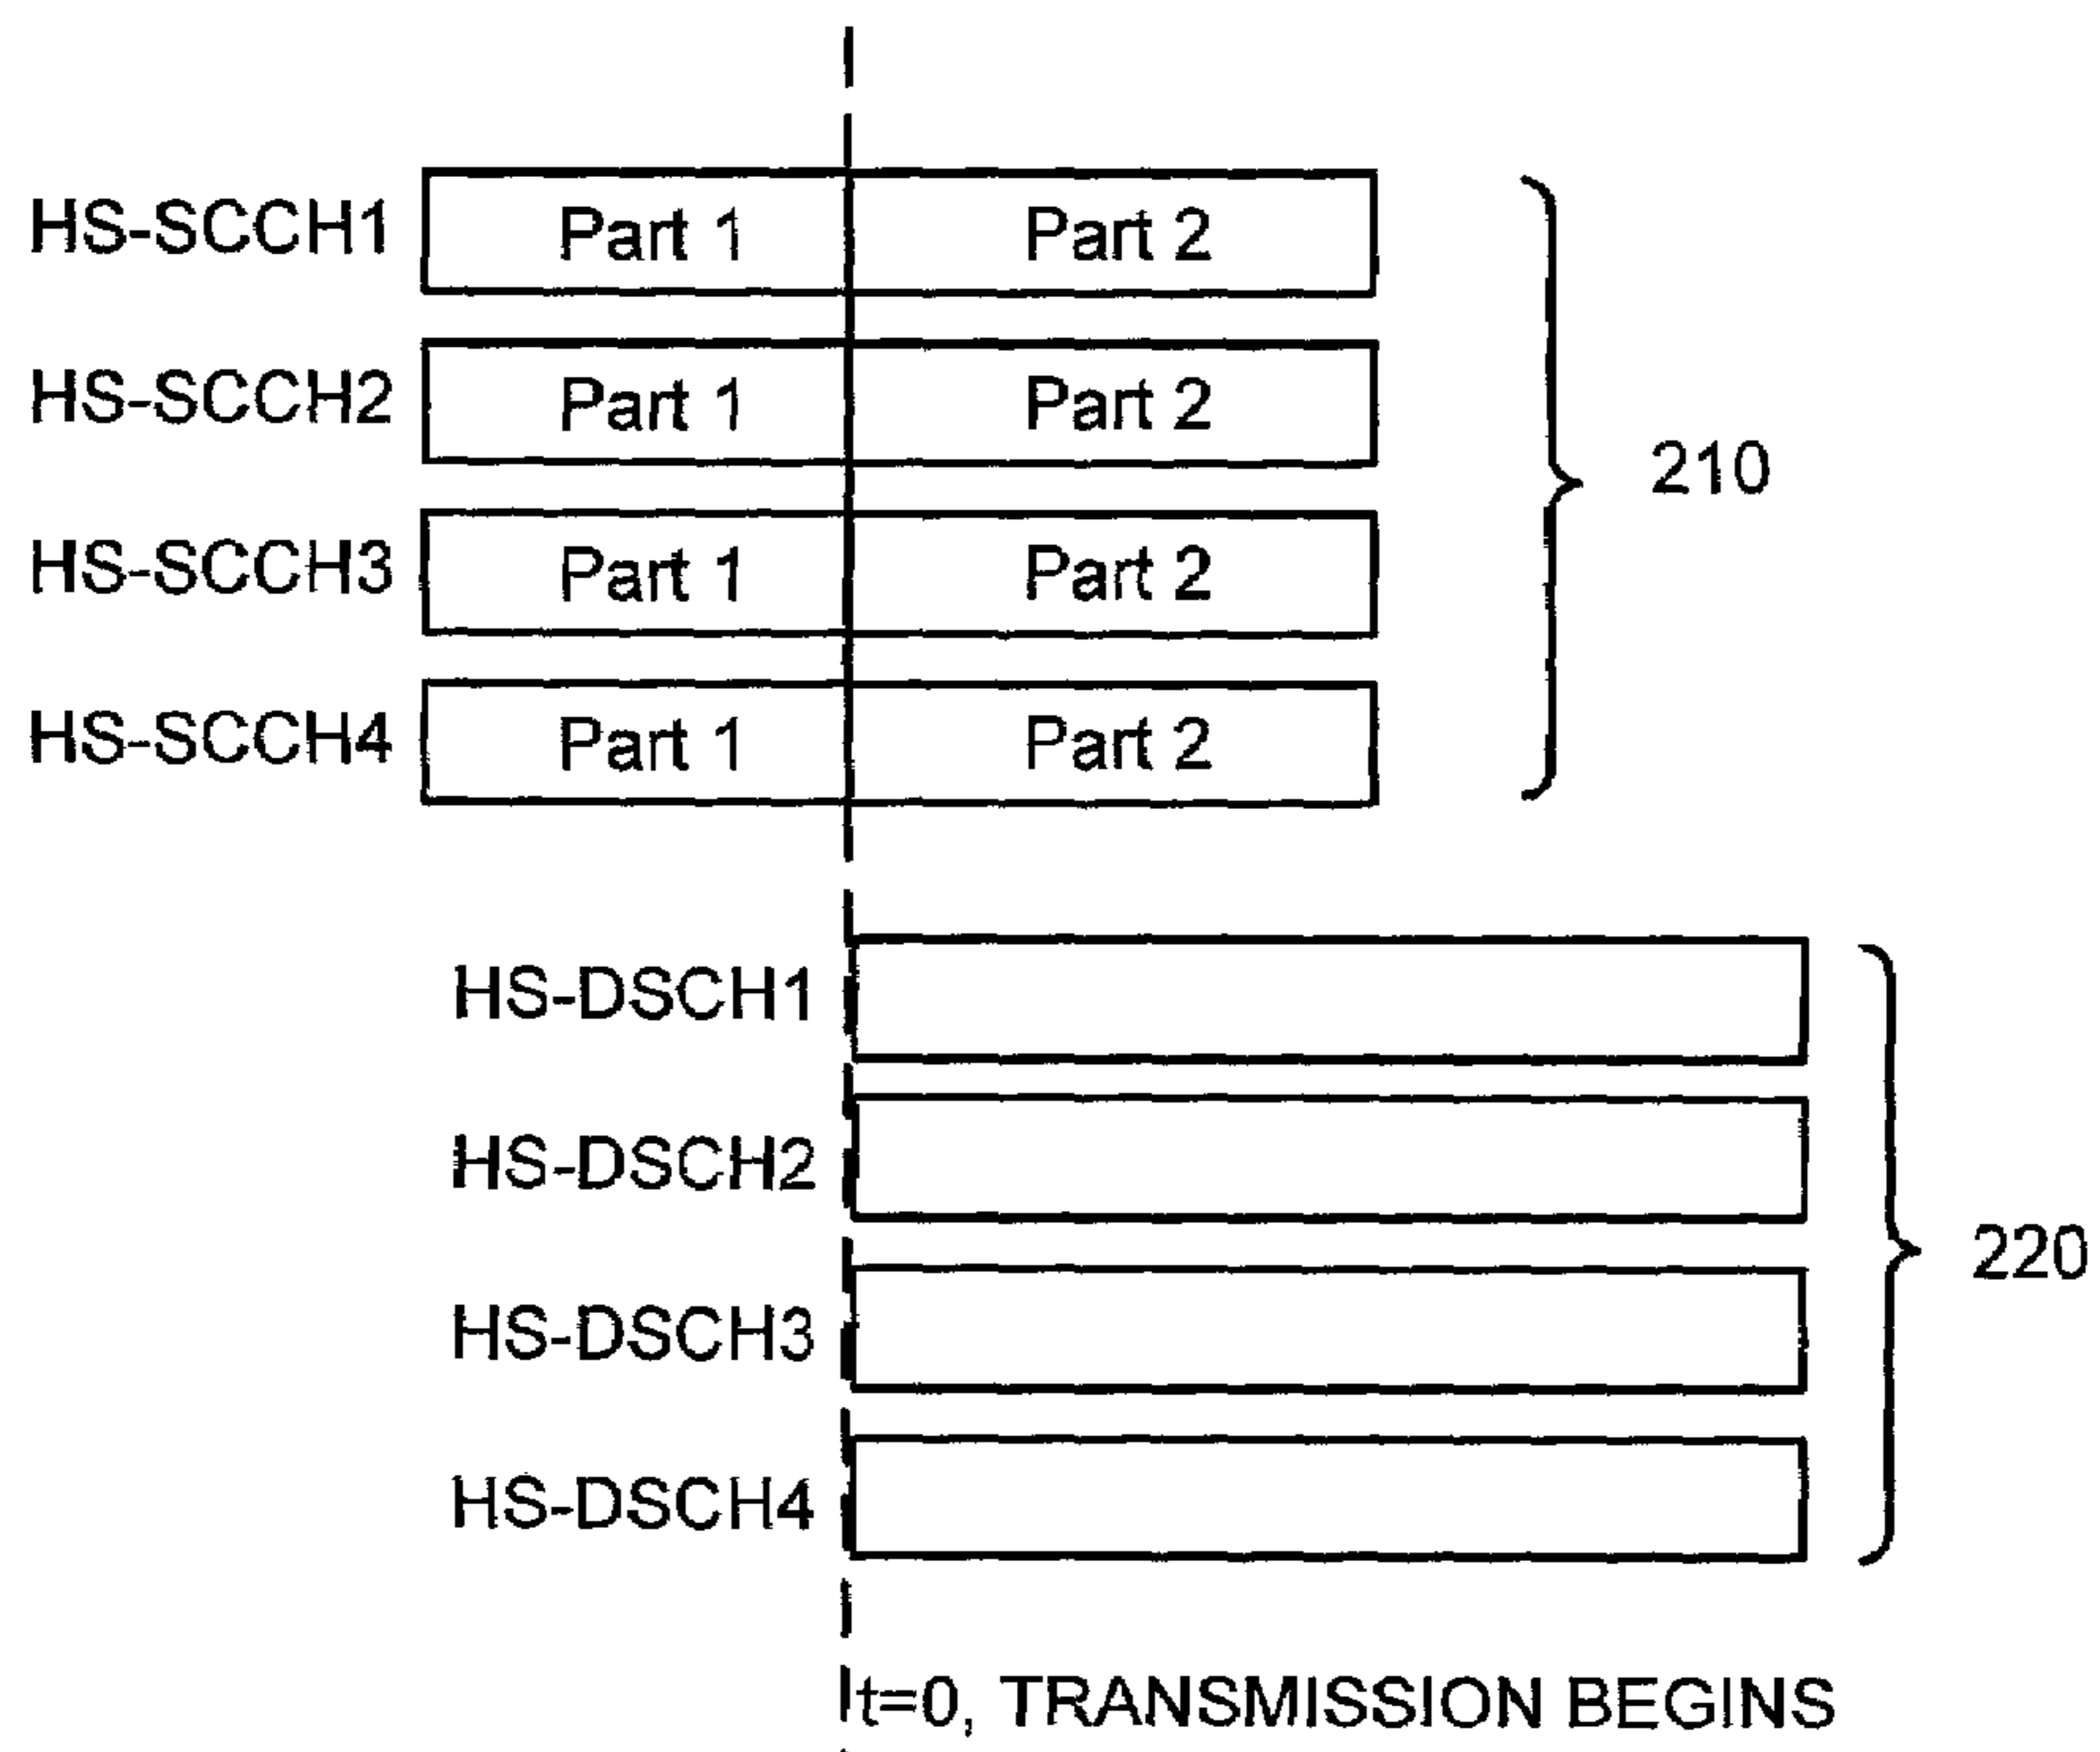 HS-SCCH1 Part 1 Part 2
HS-SCCH2 Part 1 Part 2
210
HS-SCCH3 Part 1 Part 2
HS-SCCH4 Part 1 Part 2
HS-DSCH1
HS-DSCH2
220
HS-DSCH3
HS-DSCH4
t=0, TRANSMISSION BEGINS